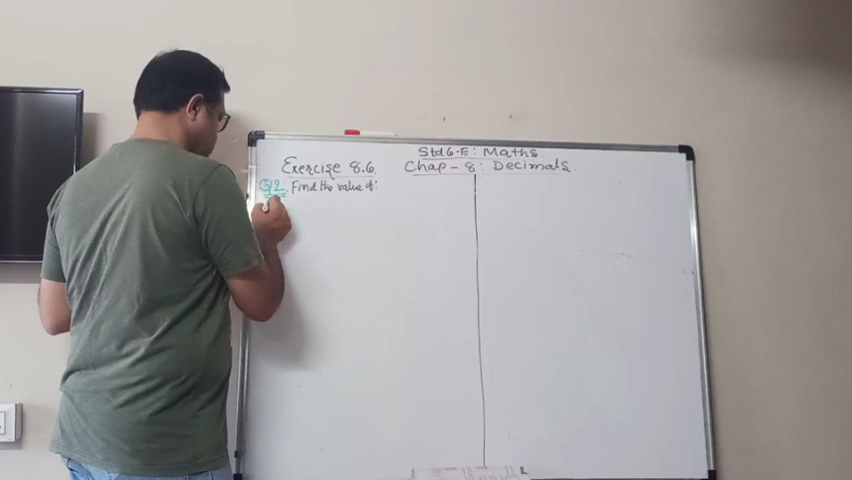 Std 6.E : Maths.
Exercise 8.6. Chap - 8 : Decimals.
Q2. Find the value of :